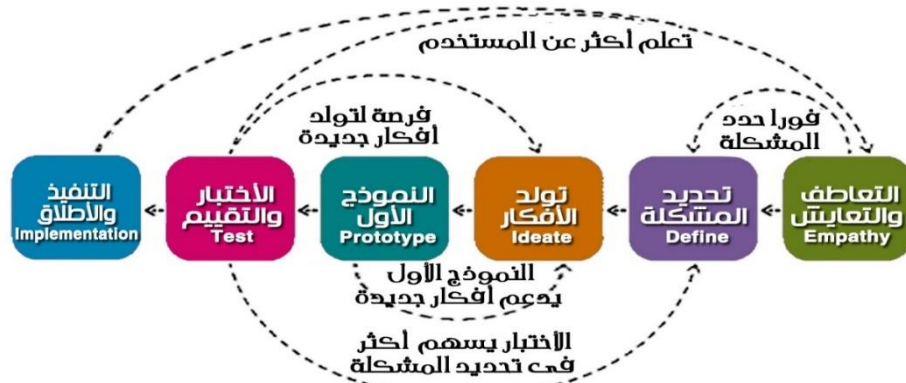 تعلم أكثر عن المستخدم
فرصة لتولد
أفكار جديدة
فورا حدد
المشكلة
التعاطف
والتعايش
Empathy
تحديد
المشكلة
Define
تولد
الأفكار
Ideate
النموذج
الأول
Prototype
الأختبار
والتقييم
Test
التنفيذ
والأطلاق
Implementation
النموذج الأول
يدعم أفكار جديدة
الأختبار يسهم أكثر
فى تحديد المشكلة